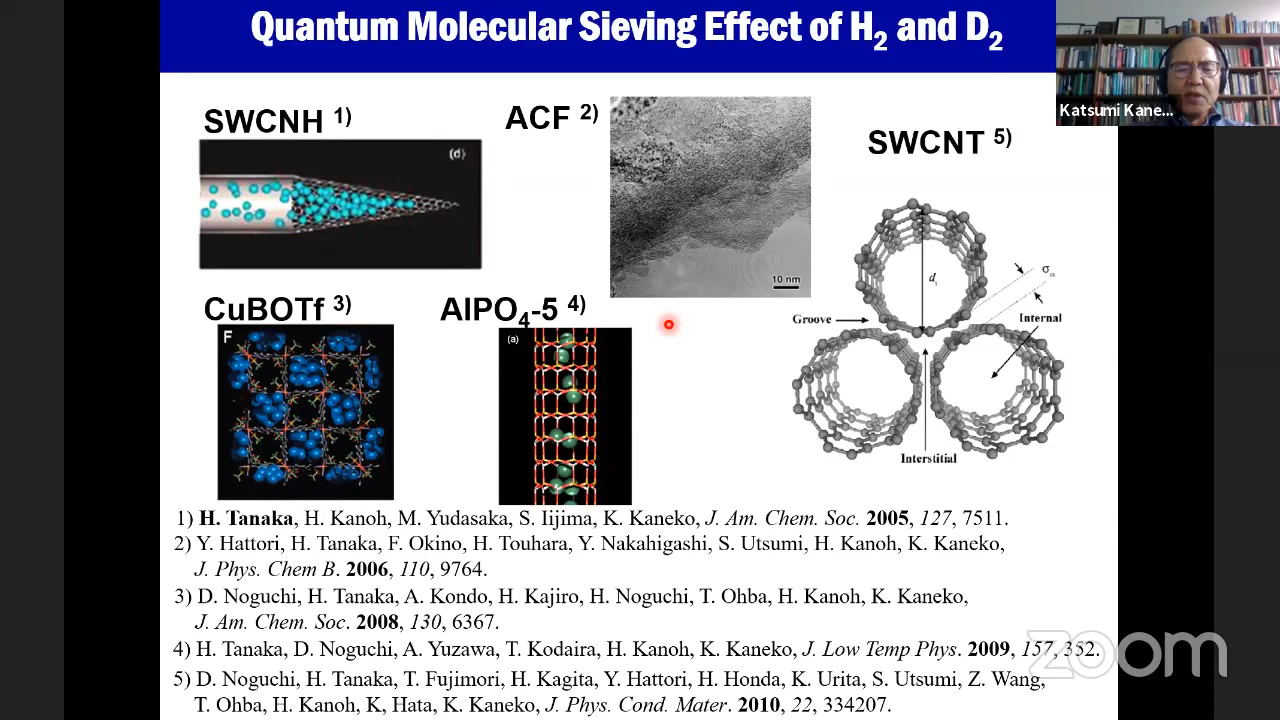 Quantum Molecular Sieving Effect of H2 and D2
Katsumi Kane...
SWCNH 1)
ACF 2)
SWCNT 5)
(d)
10 nm
CuBOTf 3)
AlPO4-5 4)
F
(a)
Groove
Internal
Interstitial
1) H. Tanaka, H. Kanoh, M. Yudasaka, S. Iijima, K. Kaneko, J. Am. Chem. Soc. 2005, 127, 7511.
2) Y. Hattori, H. Tanaka, F. Okino, H. Touhara, Y. Nakahigashi, S. Utsumi, H. Kanoh, K. Kaneko,
J. Phys. Chem B. 2006, 110, 9764.
3) D. Noguchi, H. Tanaka, A. Kondo, H. Kajiro, H. Noguchi, T. Ohba, H. Kanoh, K. Kaneko,
J. Am. Chem. Soc. 2008, 130, 6367.
4) H. Tanaka, D. Noguchi, A. Yuzawa, T. Kodaira, H. Kanoh, K. Kaneko, J. Low Temp Phys. 2009, 157, 352.
5) D. Noguchi, H. Tanaka, T. Fujimori, H. Kagita, Y. Hattori, H. Honda, K. Urita, S. Utsumi, Z. Wang,
T. Ohba, H. Kanoh, K, Hata, K. Kaneko, J. Phys. Cond. Mater. 2010, 22, 334207.
zoom